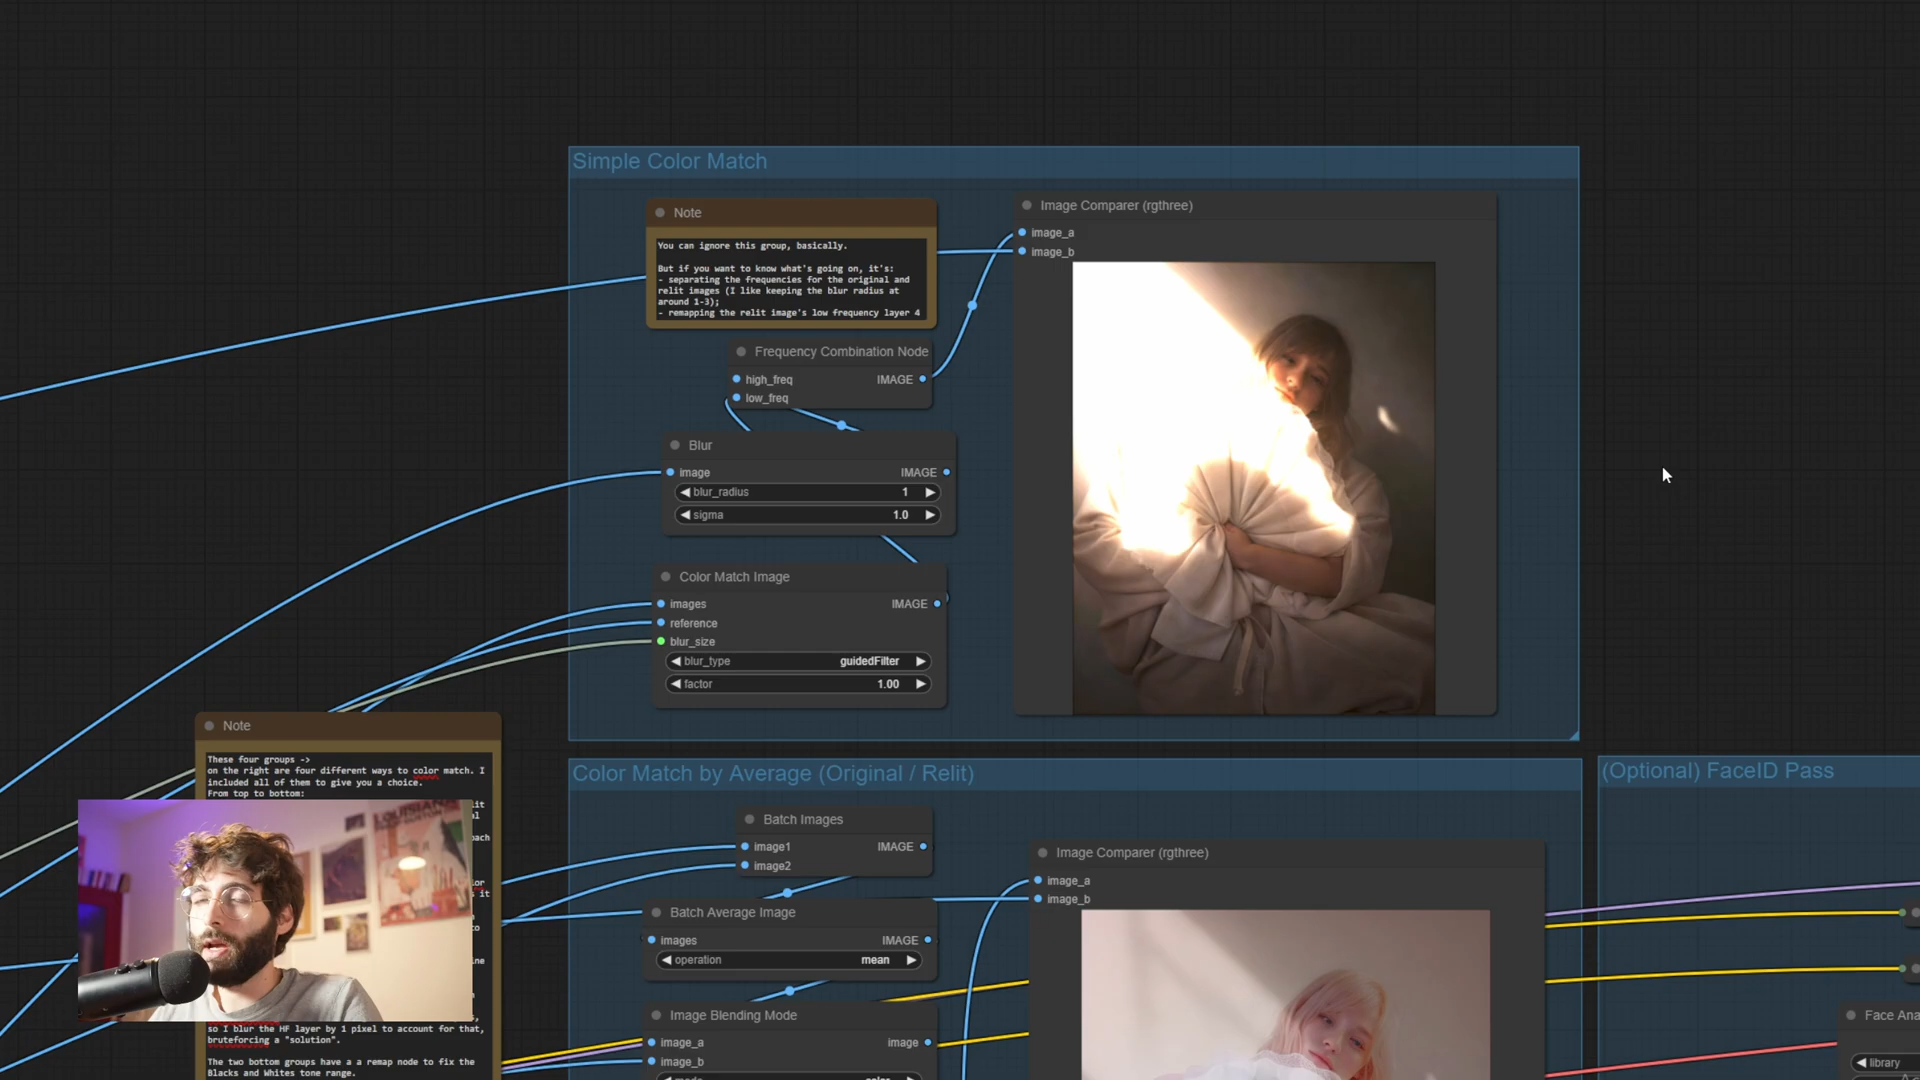 Simple Color Match
Note
You can ignore this group, basically.
But if you want to know what's going on, it's:
- separating the frequencies for the original and
relit images (I like keeping the blur radius at
around 1-3);
- remapping the relit image's low frequency layer 4
Image Comparer (rgthree)
image_a
image_b
Frequency Combination Node
high_freq IMAGE
low_freq
Blur
image IMAGE
blur_radius 1
sigma 1.0
Color Match Image
images IMAGE
reference
blur_size
blur_type guidedFilter
factor 1.00
Note
These four groups ->
on the right are four different ways to color match. I
included all of them to give you a choice.
From top to bottom:
so I blur the HF layer by 1 pixel to account for that,
bruteforcing a "solution".
The two bottom groups have a a remap node to fix the
Blacks and Whites tone range.
Color Match by Average (Original / Relit)
Batch Images
image1 IMAGE
image2
Batch Average Image
images IMAGE
operation mean
Image Blending Mode
image_a image
image_b
Image Comparer (rgthree)
image_a
image_b
(Optional) FaceID Pass
Face Ana
library